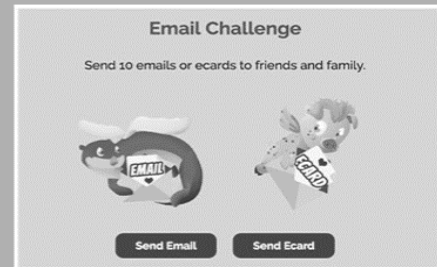 Email Challenge
Send 10 emails or ecards to friends and family.
EMAIL
ECARD
Send Email
Send Ecard